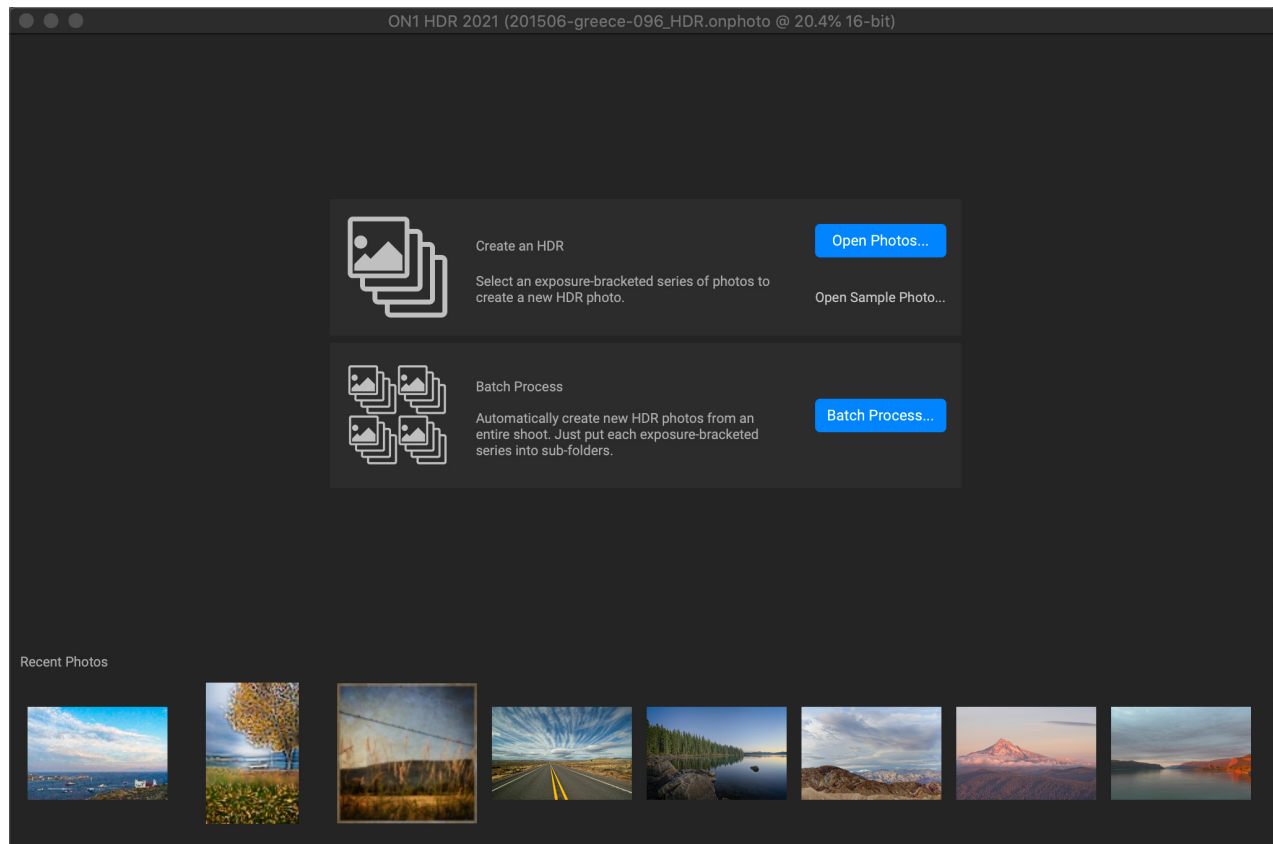 ON1 HDR 2021 (201506-greece-096_HDR.onphoto @ 20.4% 16-bit)
Create an HDR
Select an exposure-bracketed series of photos to
create a new HDR photo.
Open Photos...
Open Sample Photo...
Batch Process
Automatically create new HDR photos from an
entire shoot. Just put each exposure-bracketed
series into sub-folders.
Batch Process...
Recent Photos